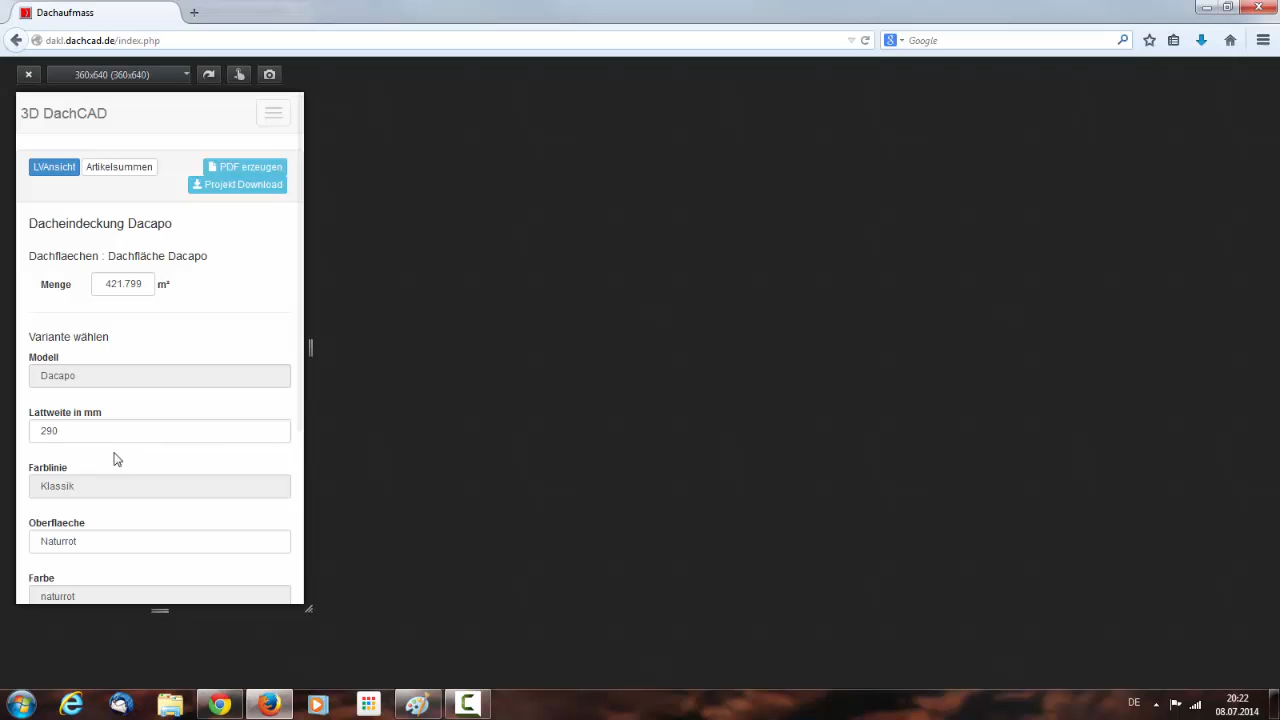 Dachaufmass
dakl.dachcad.de/index.php
Google
360x640 (360x640)
3D DachCAD
LVAnsicht Artikelsummen PDF erzeugen
Projekt Download
Dacheindeckung Dacapo
Dachflaechen : Dachfläche Dacapo
Menge 421.799 m²
Variante wählen
Modell
Dacapo
Lattweite in mm
290
Farblinie
Klassik
Oberflaeche
Naturrot
Farbe
naturrot
DE 20:22
08.07.2014